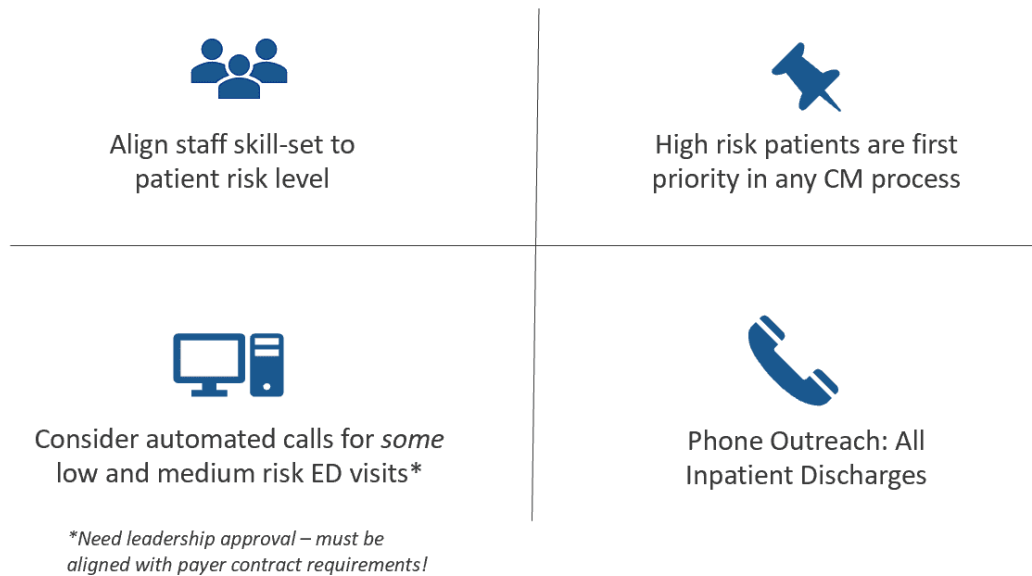 Align staff skill-set to
patient risk level
High risk patients are first
priority in any CM process
Consider automated calls for some
low and medium risk ED visits*
*Need leadership approval – must be
aligned with payer contract requirements!
Phone Outreach: All
Inpatient Discharges